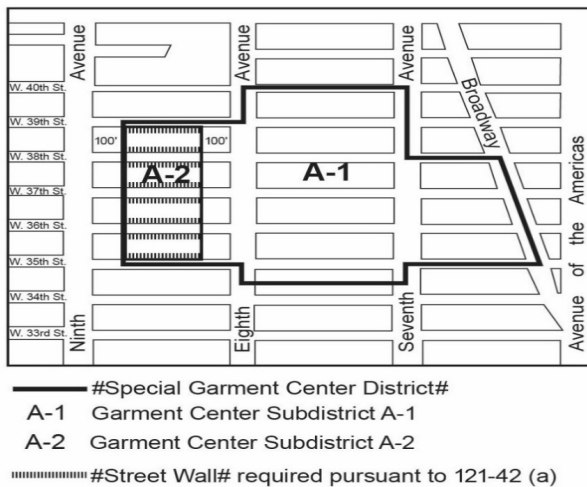 Avenue
Avenue
Avenue
Broadway
W. 40th St.
W. 39th St.
100'
100'
W. 38th St.
A-2
A-1
W. 37th St.
W. 36th St.
W. 35th St.
W. 34th St.
W. 33rd St.
Ninth
Eighth
Seventh
Avenue of the Americas
#Special Garment Center District#
A-1 Garment Center Subdistrict A-1
A-2 Garment Center Subdistrict A-2
#Street Wall# required pursuant to 121-42 (a)